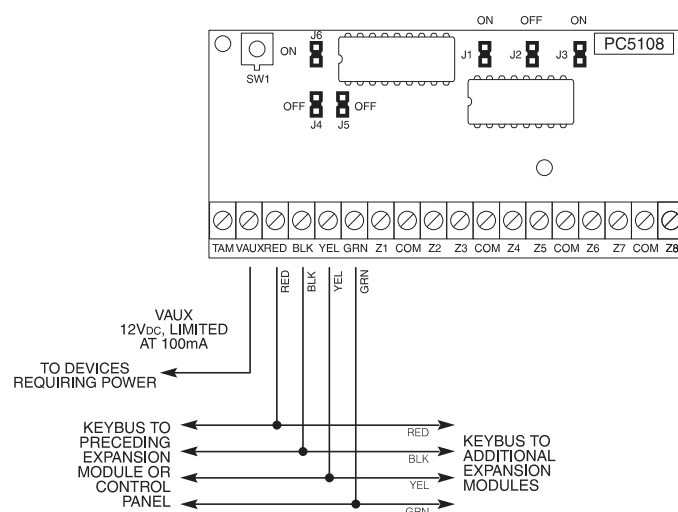 ON OFF ON
J6
ON
J1 J2 J3
PC5108
SW1
OFF OFF
J4 J5
TAM VAUX RED BLK YEL GRN Z1 COM Z2 Z3 COM Z4 Z5 COM Z6 Z7 COM Z8
RED BLK YEL GRN
VAUX
12VDC, LIMITED
AT 100mA
TO DEVICES
REQUIRING POWER
KEYBUS TO
PRECEDING
EXPANSION
MODULE OR
CONTROL
PANEL
RED
BLK
YEL
GRN
KEYBUS TO
ADDITIONAL
EXPANSION
MODULES